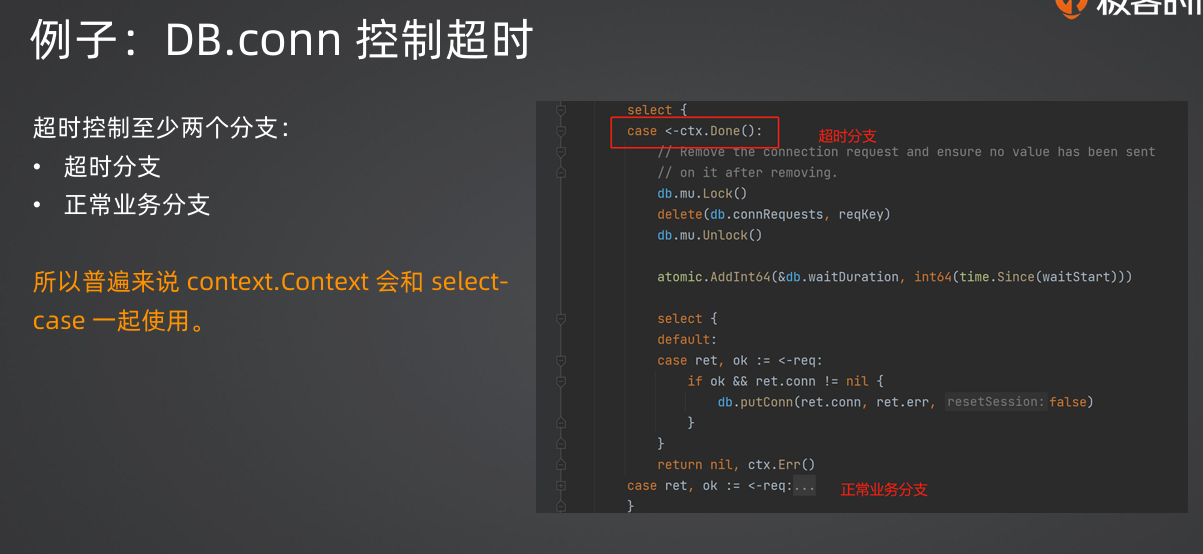 例子：DB.conn 控制超时
超时控制至少两个分支：
• 超时分支
• 正常业务分支
所以普遍来说 context.Context 会和 select-
case 一起使用。
select {
case <-ctx.Done():
超时分支
// Remove the connection request and ensure no value has been sent
// on it after removing.
db.mu.Lock()
delete(db.connRequests, reqKey)
db.mu.Unlock()
atomic.AddInt64(&db.waitDuration, int64(time.Since(waitStart)))
select {
default:
case ret, ok := <-req:
if ok && ret.conn != nil {
db.putConn(ret.conn, ret.err, resetSession: false)
}
}
return nil, ctx.Err()
case ret, ok := <-req:...
正常业务分支
}